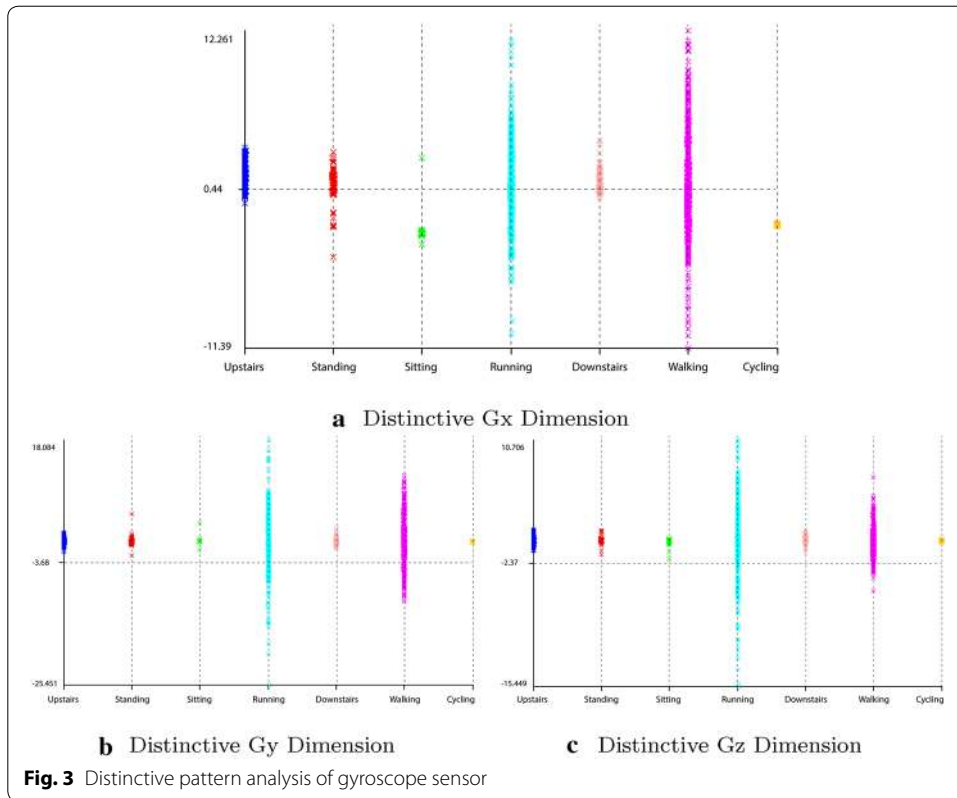 12.261
0.44
-11.39
Upstairs Standing Sitting Running Downstairs Walking Cycling
a Distinctive Gx Dimension
18.084
-3.68
-25.451
Upstairs Standing Sitting Running Downstairs Walking Cycling
b Distinctive Gy Dimension
10.706
-2.37
-15.449
Upstairs Standing Sitting Running Downstairs Walking Cycling
c Distinctive Gz Dimension
Fig. 3 Distinctive pattern analysis of gyroscope sensor